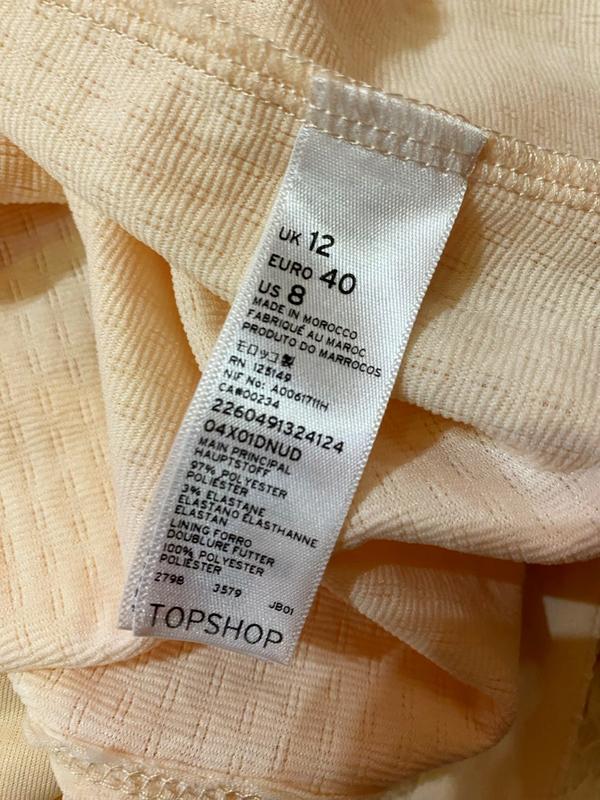 UK 12
EURO 40
US 8
MADE IN MOROCCO
FABRIQUÉ AU MAROC
PRODUTO DO MARROCOS
モロッコ製
RN 125149
NIF No: A0061711H
CA#00234
2260491324124
04X01DNUD
MAIN PRINCIPAL
HAUPTSTOFF
97% POLYESTER
POLIÉSTER
3% ELASTANE
ELASTANO ÉLASTHANNE
ELASTAN
LINING FORRO
DOUBLURE FUTTER
100% POLYESTER
POLIÉSTER
2798 3579 JB01
TOPSHOP